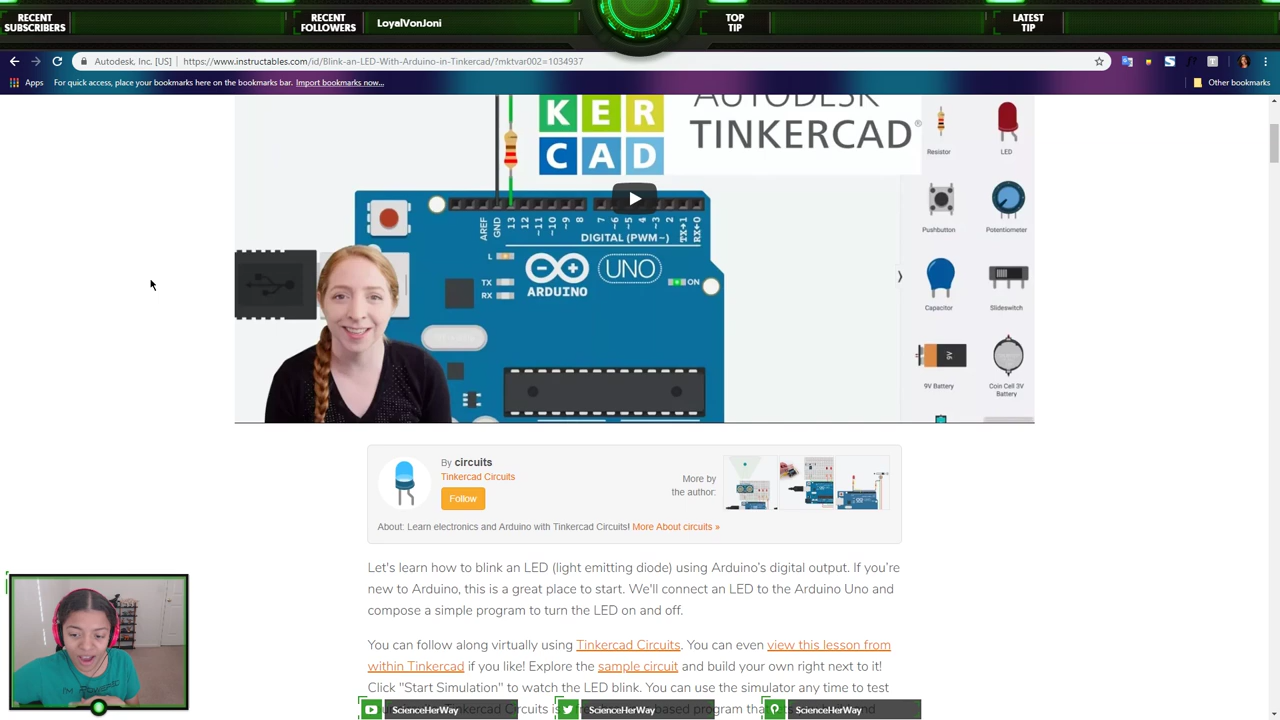 RECENT
SUBSCRIBERS
RECENT
FOLLOWERS
LoyalVonJoni
TOP
TIP
LATEST
TIP
Autodesk, Inc. [US]
https://www.instructables.com/id/Blink-an-LED-With-Arduino-in-Tinkercad/?mktvar002=1034937
Apps
For quick access, place your bookmarks here on the bookmarks bar. Import bookmarks now...
Other bookmarks
KER
CAD
AUTODESK
TINKERCAD®
Resistor
LED
Pushbutton
Potentiometer
Capacitor
Slideswitch
9V
9V Battery
Coin Cell 3V
Battery
AREF
GND
13
12
~11
~10
~9
8
7
~6
~5
4
~3
2
TX→1
RX←0
DIGITAL (PWM~)
L
TX
RX
UNO
ARDUINO
ON
By circuits
Tinkercad Circuits
Follow
More by
the author:
About: Learn electronics and Arduino with Tinkercad Circuits! More About circuits »
Let's learn how to blink an LED (light emitting diode) using Arduino's digital output. If you're
new to Arduino, this is a great place to start. We'll connect an LED to the Arduino Uno and
compose a simple program to turn the LED on and off.
You can follow along virtually using Tinkercad Circuits. You can even view this lesson from
within Tinkercad if you like! Explore the sample circuit and build your own right next to it!
Click "Start Simulation" to watch the LED blink. You can use the simulator any time to test
ScienceHerWay
ScienceHerWay
ScienceHerWay